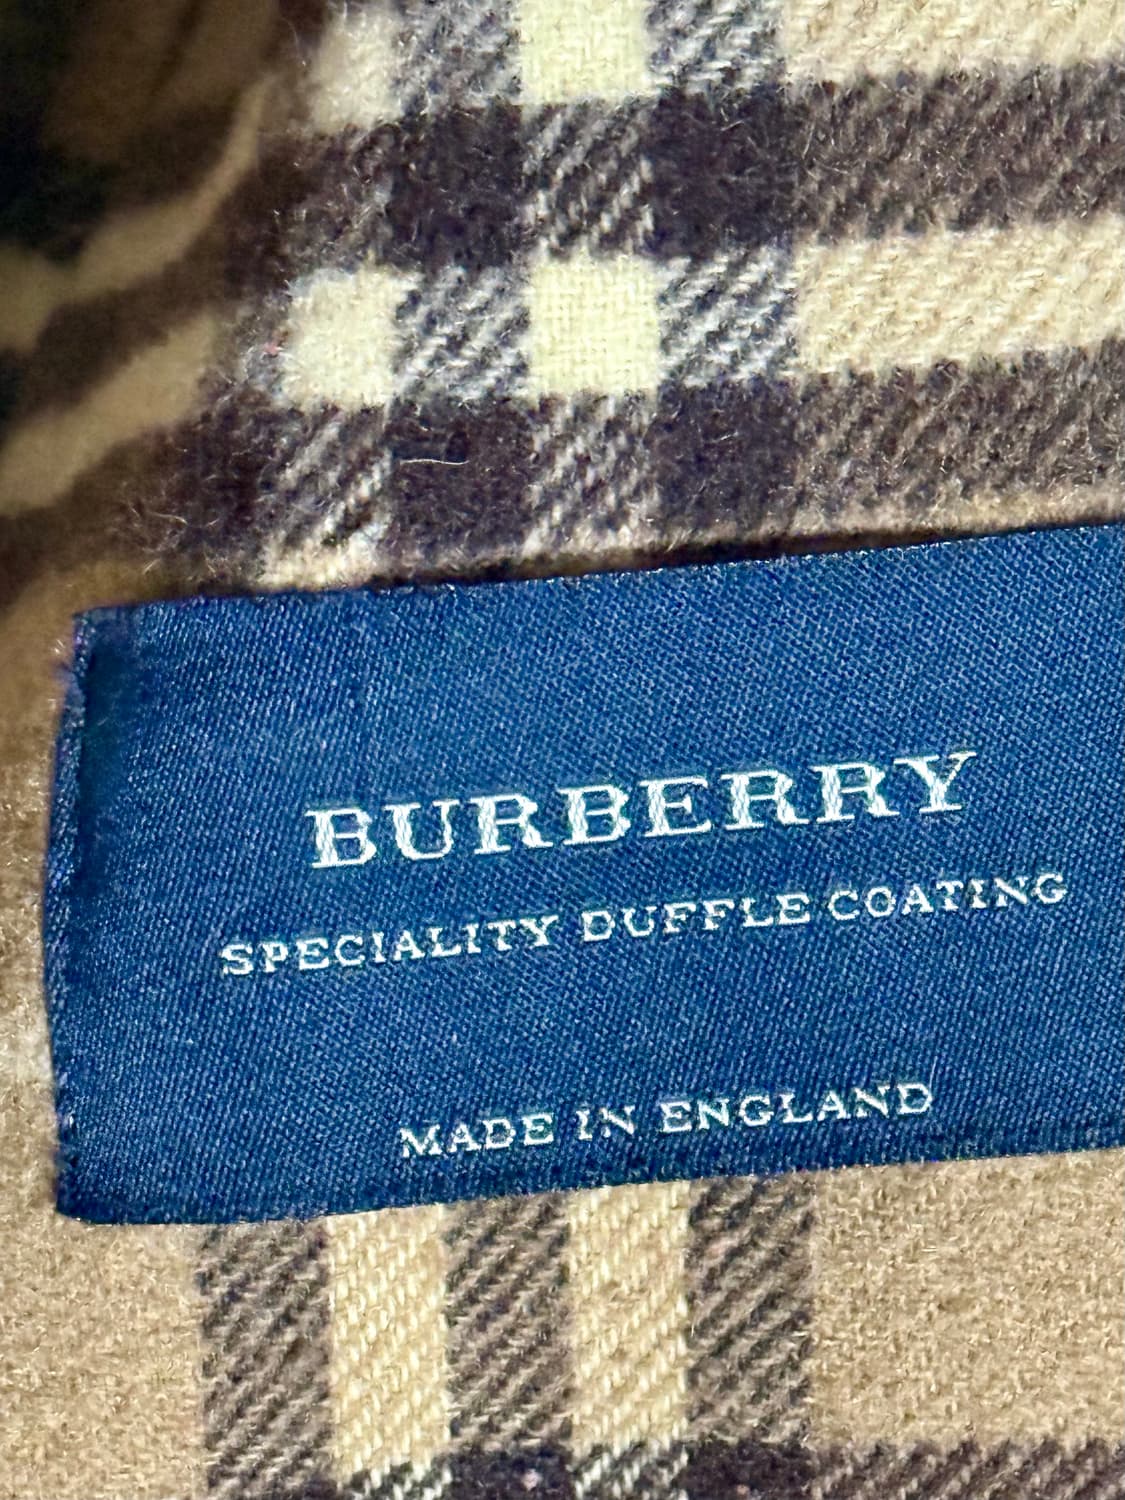 BURBERRY
SPECIALITY DUFFLE COATING
MADE IN ENGLAND